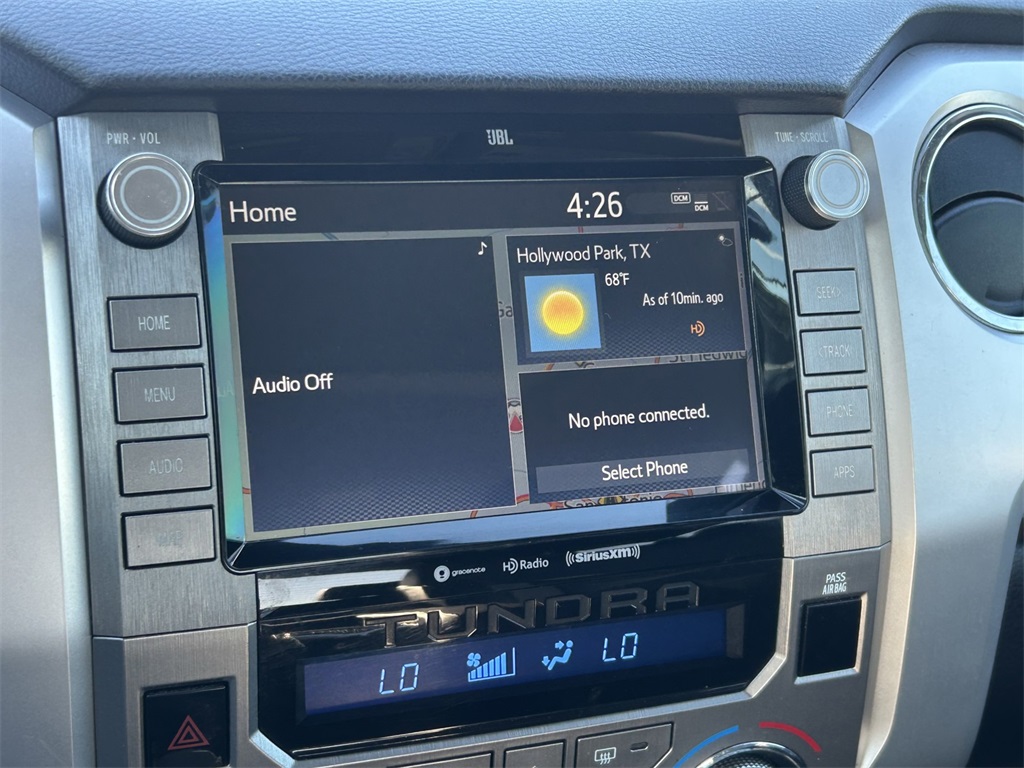 PWR • VOL
JBL
TUNE • SCROLL
Home
4:26
DCM
DCM
Hollywood Park, TX
68°F
As of 10min. ago
HD
Audio Off
No phone connected.
Select Phone
HOME
MENU
AUDIO
SEEK>
<TRACK
PHONE
APPS
gracenote
HD Radio
((SiriusXM))
TUNDRA
PASS
AIR BAG
LO
LO